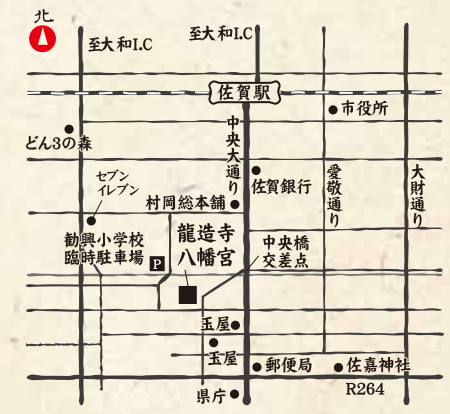 北
至大和I.C
至大和I.C
佐賀駅
市役所
どん3の森
中央大通り
愛敬通り
大財通り
セブン
イレブン
佐賀銀行
村岡総本舗
勧興小学校
臨時駐車場
P
龍造寺
八幡宮
中央橋
交差点
玉屋
玉屋
郵便局
佐嘉神社
R264
県庁